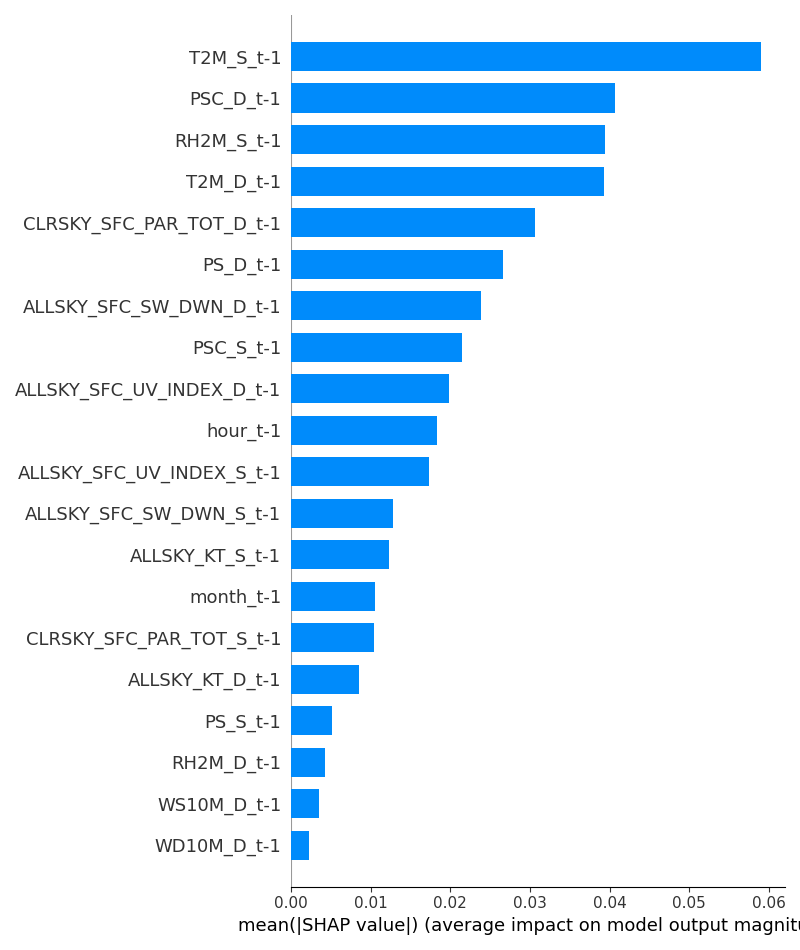 T2M_S_t-1
PSC_D_t-1
RH2M_S_t-1
T2M_D_t-1
CLRSKY_SFC_PAR_TOT_D_t-1
PS_D_t-1
ALLSKY_SFC_SW_DWN_D_t-1
PSC_S_t-1
ALLSKY_SFC_UV_INDEX_D_t-1
hour_t-1
ALLSKY_SFC_UV_INDEX_S_t-1
ALLSKY_SFC_SW_DWN_S_t-1
ALLSKY_KT_S_t-1
month_t-1
CLRSKY_SFC_PAR_TOT_S_t-1
ALLSKY_KT_D_t-1
PS_S_t-1
RH2M_D_t-1
WS10M_D_t-1
WD10M_D_t-1
0.00 0.01 0.02 0.03 0.04 0.05 0.06
mean(|SHAP value|) (average impact on model output magnitu